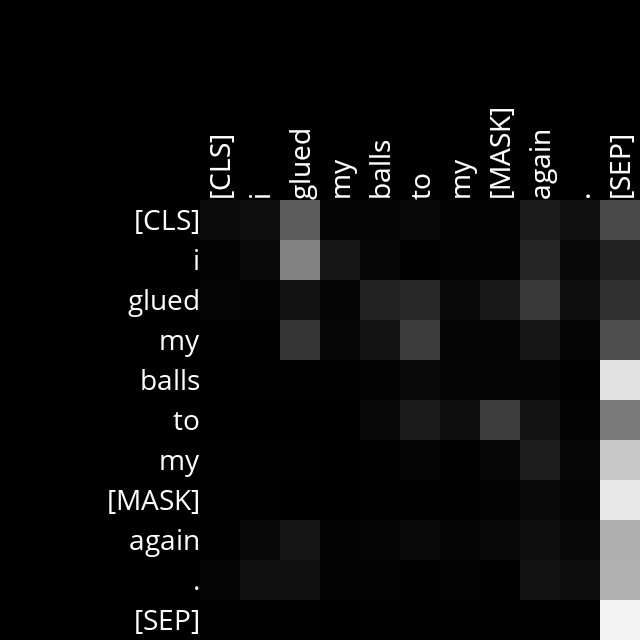 [CLS] i glued my balls to my [MASK] again . [SEP]
[CLS]
i
glued
my
balls
to
my
[MASK]
again
.
[SEP]